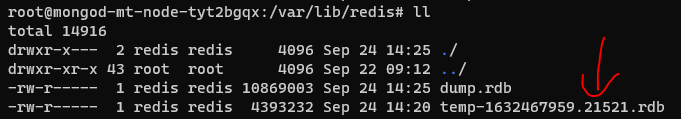 root@mongod-mt-node-tyt2bgqx:/var/lib/redis# ll
total 14916
drwxr-x---  2 redis redis     4096 Sep 24 14:25 ./
drwxr-xr-x 43 root  root      4096 Sep 22 09:12 ../
-rw-r-----  1 redis redis 10869003 Sep 24 14:25 dump.rdb
-rw-r-----  1 redis redis  4393232 Sep 24 14:20 temp-1632467959.21521.rdb